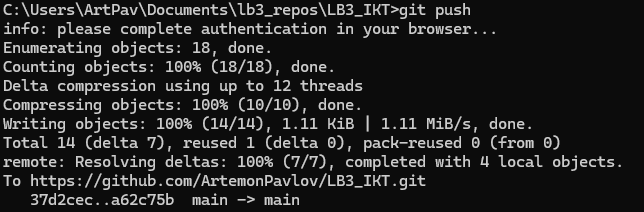 C:\Users\ArtPav\Documents\lb3_repos\LB3_IKT>git push
info: please complete authentication in your browser...
Enumerating objects: 18, done.
Counting objects: 100% (18/18), done.
Delta compression using up to 12 threads
Compressing objects: 100% (10/10), done.
Writing objects: 100% (14/14), 1.11 KiB | 1.11 MiB/s, done.
Total 14 (delta 7), reused 1 (delta 0), pack-reused 0 (from 0)
remote: Resolving deltas: 100% (7/7), completed with 4 local objects.
To https://github.com/ArtemonPavlov/LB3_IKT.git
   37d2cec..a62c75b  main -> main